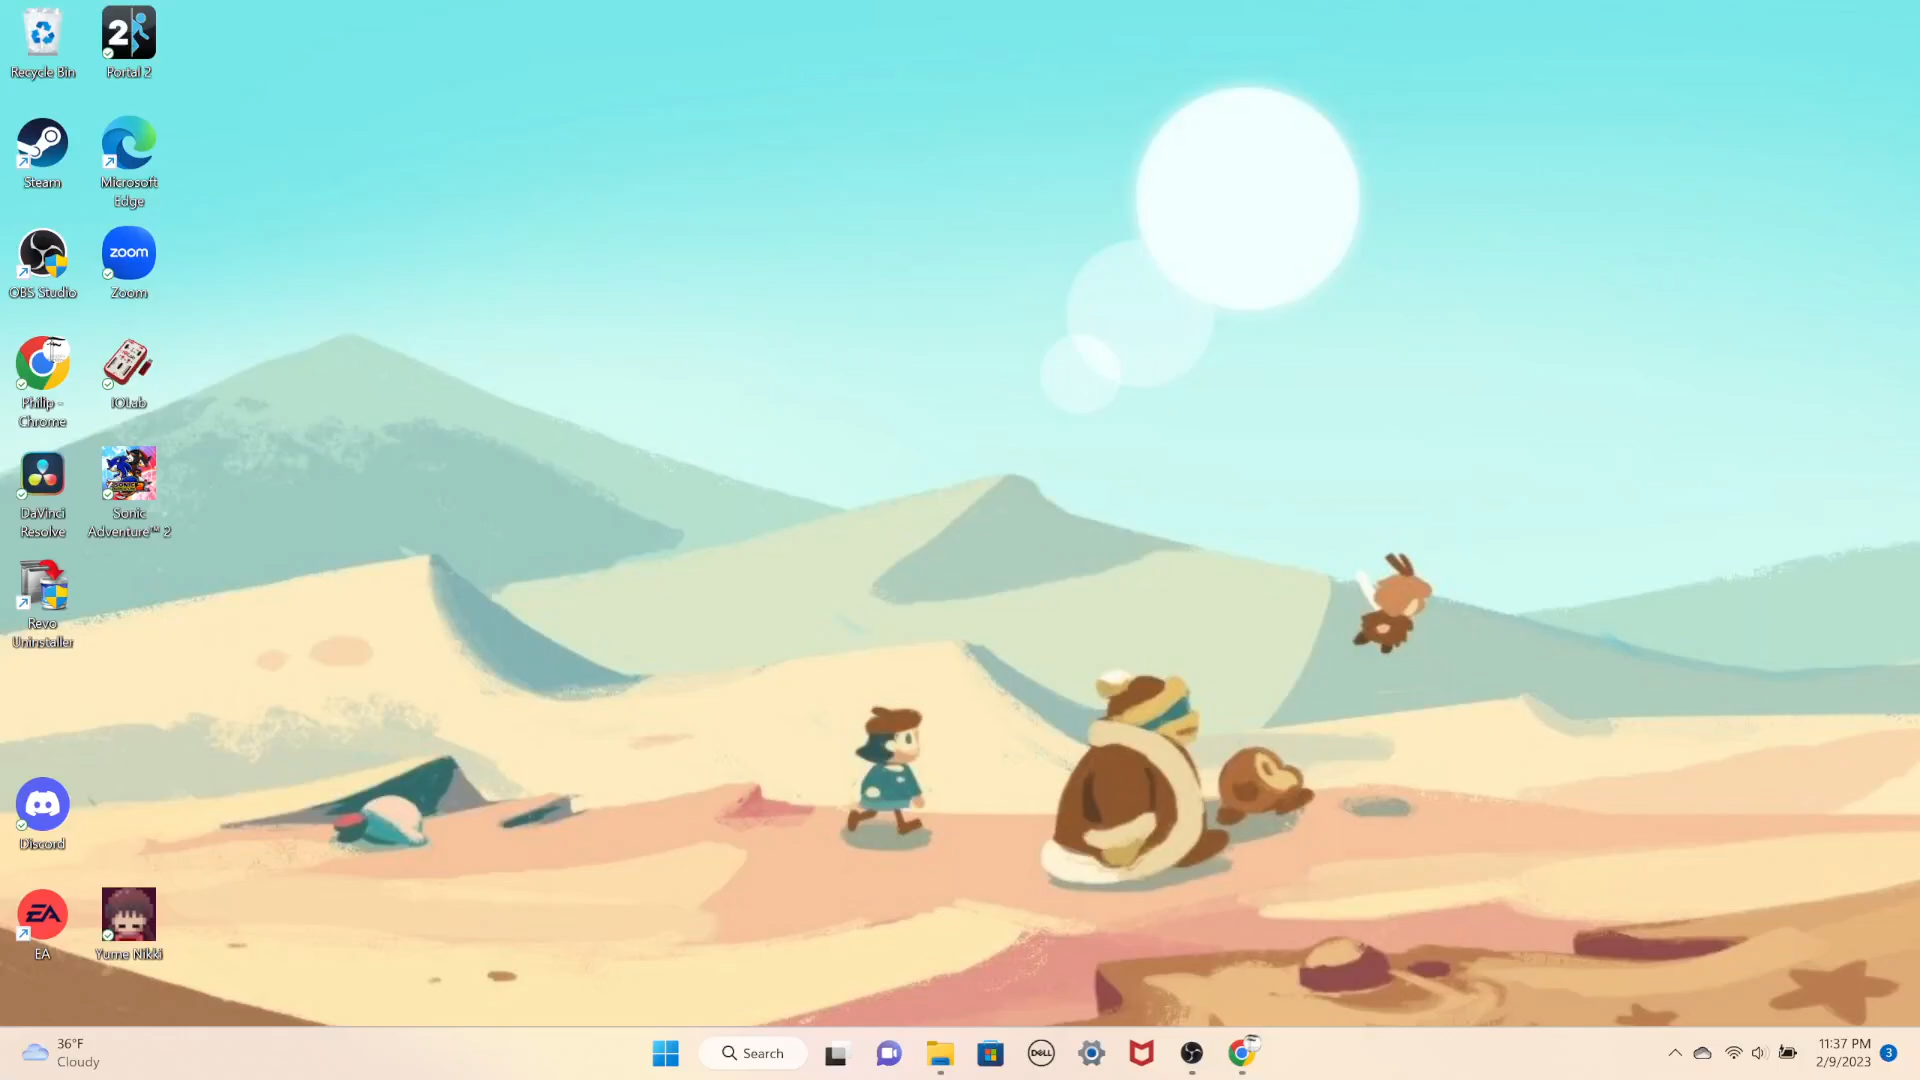 Recycle Bin
Portal 2
Steam
Microsoft
Edge
OBS Studio
zoom
Zoom
Philip -
Chrome
IOLab
DaVinci
Resolve
Sonic
Adventure™ 2
Revo
Uninstaller
Discord
EA
EA
Yume Nikki
36°F
Cloudy
Search
DELL
11:37 PM
2/9/2023
3